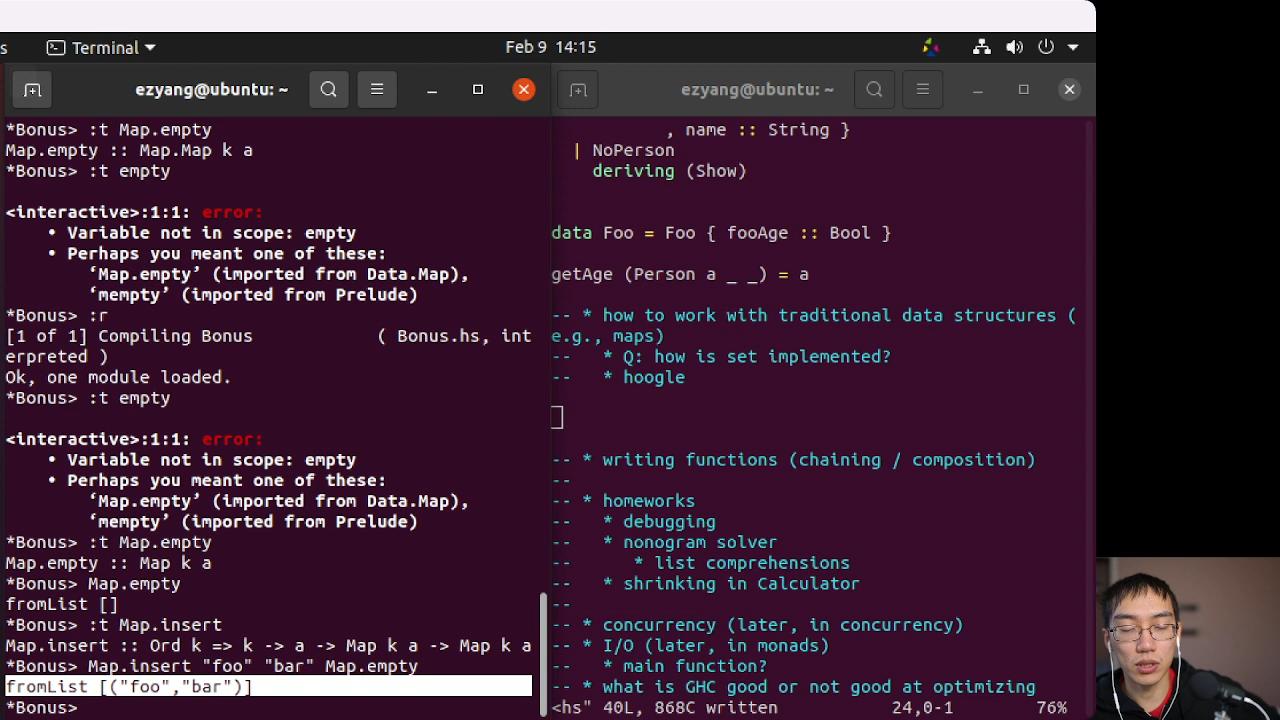 s Terminal Feb 9 14:15
ezyang@ubuntu: ~
*Bonus> :t Map.empty
Map.empty :: Map.Map k a
*Bonus> :t empty
<interactive>:1:1: error:
• Variable not in scope: empty
• Perhaps you meant one of these:
‘Map.empty’ (imported from Data.Map),
‘mempty’ (imported from Prelude)
*Bonus> :r
[1 of 1] Compiling Bonus            ( Bonus.hs, int
erpreted )
Ok, one module loaded.
*Bonus> :t empty
<interactive>:1:1: error:
• Variable not in scope: empty
• Perhaps you meant one of these:
‘Map.empty’ (imported from Data.Map),
‘mempty’ (imported from Prelude)
*Bonus> :t Map.empty
Map.empty :: Map k a
*Bonus> Map.empty
fromList []
*Bonus> :t Map.insert
Map.insert :: Ord k => k -> a -> Map k a -> Map k a
*Bonus> Map.insert "foo" "bar" Map.empty
fromList [("foo","bar")]
*Bonus>
ezyang@ubuntu: ~
, name :: String }
| NoPerson
deriving (Show)
data Foo = Foo { fooAge :: Bool }
getAge (Person a _ _) = a
-- * how to work with traditional data structures (
e.g., maps)
--   * Q: how is set implemented?
--   * hoogle
-- * writing functions (chaining / composition)
--
-- * homeworks
--   * debugging
--   * nonogram solver
--     * list comprehensions
--   * shrinking in Calculator
--
-- * concurrency (later, in concurrency)
-- * I/O (later, in monads)
--   * main function?
-- * what is GHC good or not good at optimizing
<hs" 40L, 868C written 24,0-1 76%